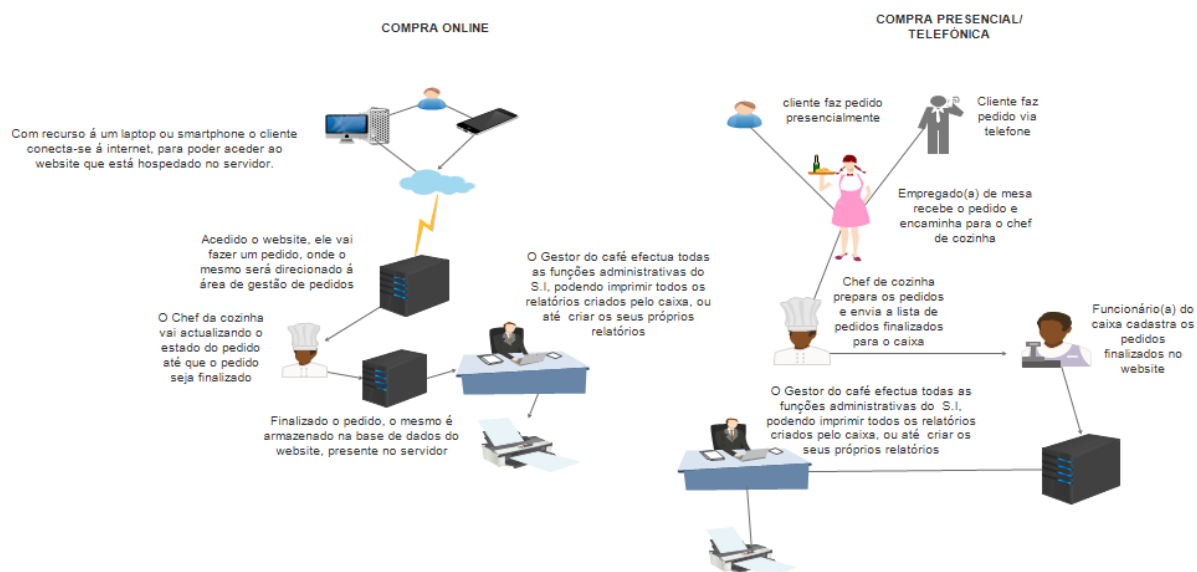 COMPRA ONLINE
Com recurso á um laptop ou smartphone o cliente
conecta-se á internet, para poder aceder ao
website que está hospedado no servidor.
Acedido o website, ele vai
fazer um pedido, onde o
mesmo será direcionado á
área de gestão de pedidos
O Gestor do café efectua todas
as funções administrativas do
S.I, podendo imprimir todos os
relatórios criados pelo caixa, ou
até criar os seus próprios
relatórios
O Chef da cozinha
vai actualizando o
estado do pedido
até que o pedido
seja finalizado
Finalizado o pedido, o mesmo é
armazenado na base de dados do
website, presente no servidor
COMPRA PRESENCIAL/
TELEFÓNICA
cliente faz pedido
presencialmente
Cliente faz
pedido via
telefone
Empregado(a) de mesa
recebe o pedido e
encaminha para o chef
de cozinha
Chef de cozinha
prepara os pedidos
e envia a lista de
pedidos finalizados
para o caixa
Funcionário(a) do
caixa cadastra os
pedidos
finalizados no
website
O Gestor do café efectua todas as
funções administrativas do S.I,
podendo imprimir todos os relatórios
criados pelo caixa, ou até criar os
seus próprios relatórios